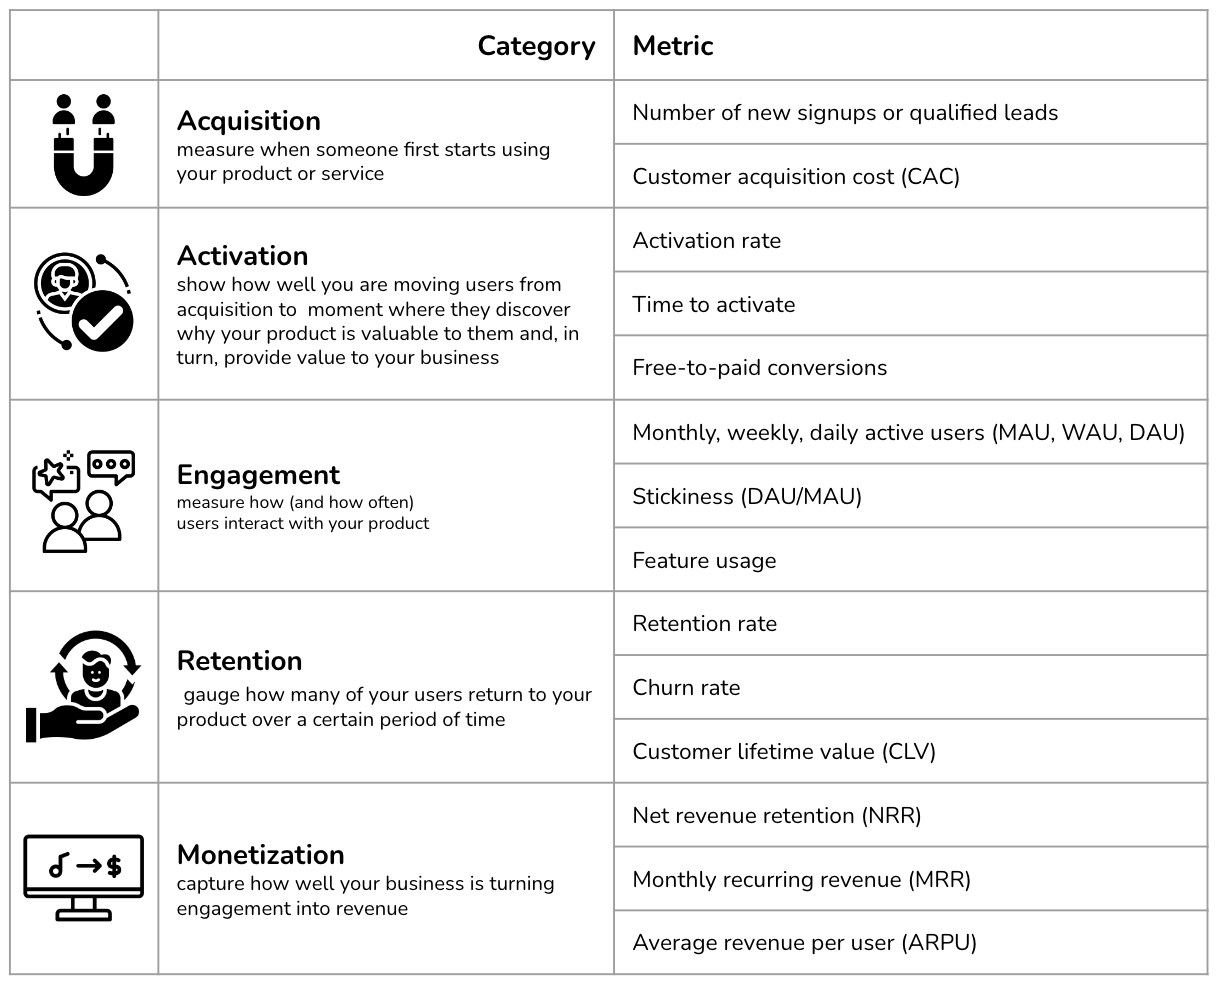 Category
Metric
Acquisition
measure when someone first starts using
your product or service
Number of new signups or qualified leads
Customer acquisition cost (CAC)
Activation
show how well you are moving users from
acquisition to  moment where they discover
why your product is valuable to them and, in
turn, provide value to your business
Activation rate
Time to activate
Free-to-paid conversions
Engagement
measure how (and how often)
users interact with your product
Monthly, weekly, daily active users (MAU, WAU, DAU)
Stickiness (DAU/MAU)
Feature usage
Retention
gauge how many of your users return to your
product over a certain period of time
Retention rate
Churn rate
Customer lifetime value (CLV)
Monetization
capture how well your business is turning
engagement into revenue
Net revenue retention (NRR)
Monthly recurring revenue (MRR)
Average revenue per user (ARPU)